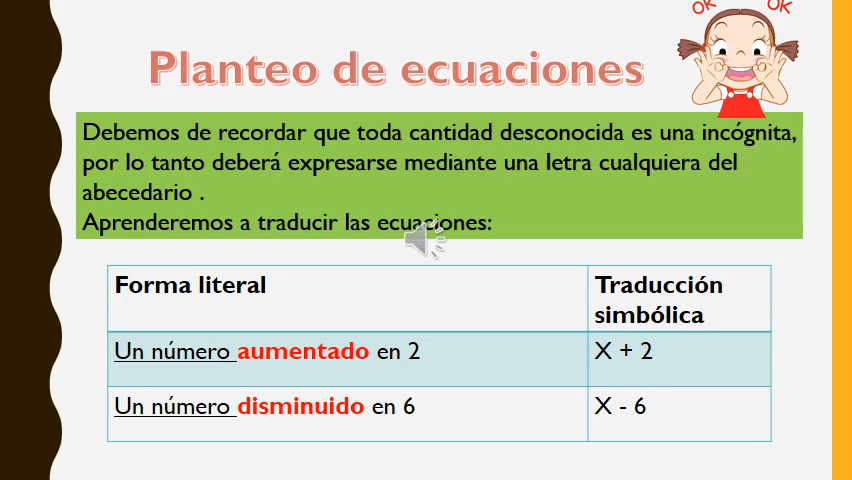 OK OK
Planteo de ecuaciones
Debemos de recordar que toda cantidad desconocida es una incógnita,
por lo tanto deberá expresarse mediante una letra cualquiera del
abecedario .
Aprenderemos a traducir las ecuaciones:
Forma literal
Traducción
simbólica
Un número aumentado en 2
X + 2
Un número disminuido en 6
X - 6